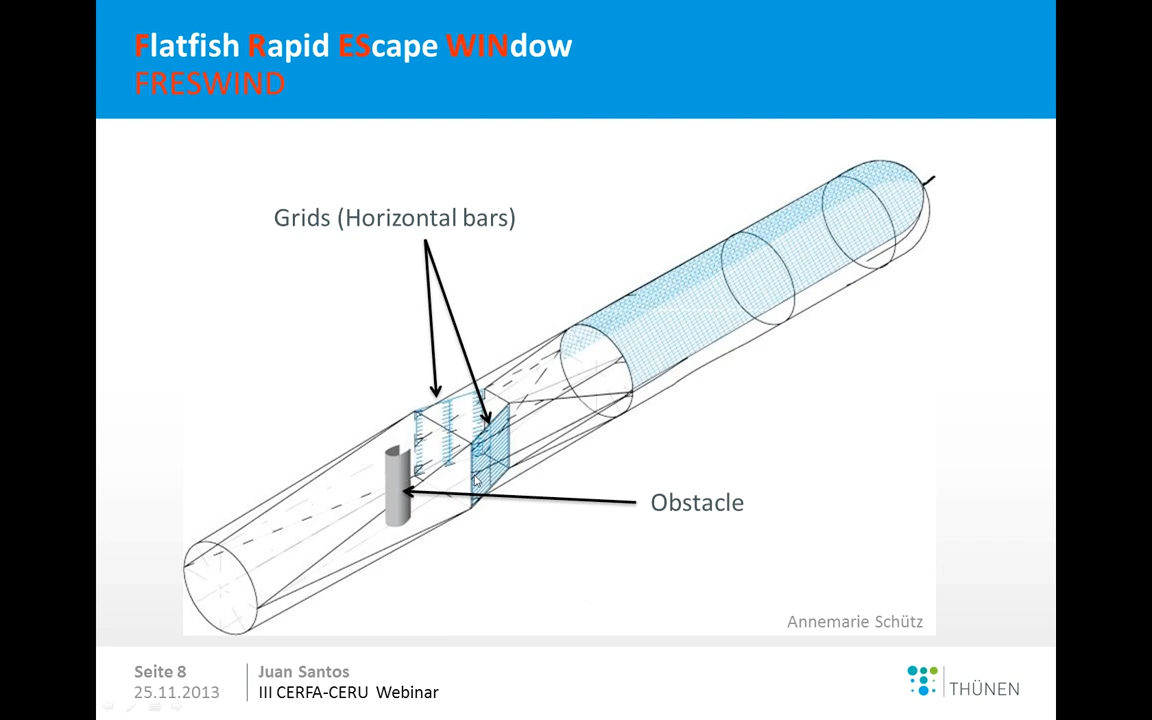 Flatfish Rapid EScape WINdow
FRESWIND
Grids (Horizontal bars)
Obstacle
Annemarie Schütz
Seite 8
25.11.2013
Juan Santos
III CERFA-CERU Webinar
THÜNEN